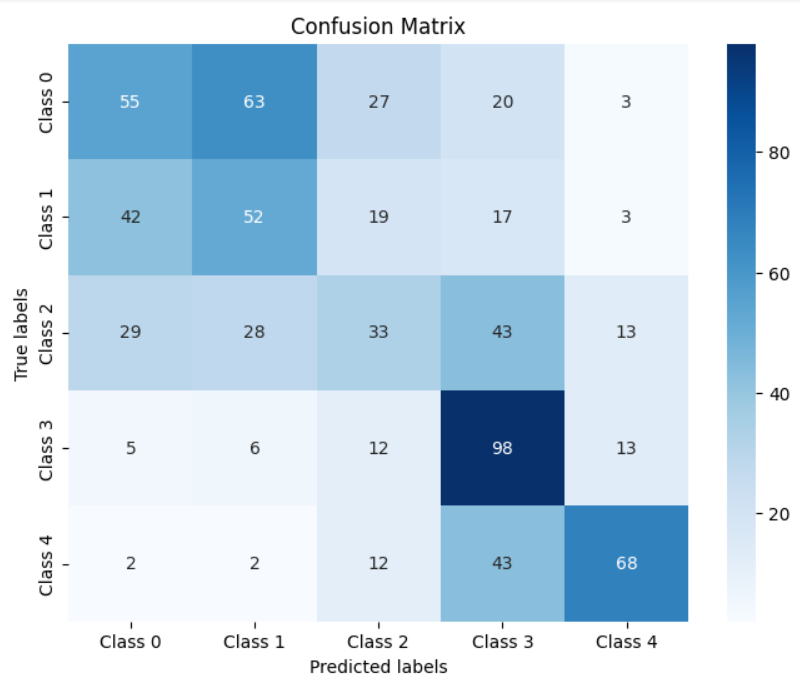 Confusion Matrix
True labels
Class 0 55 63 27 20 3
Class 1 42 52 19 17 3
Class 2 29 28 33 43 13
Class 3 5 6 12 98 13
Class 4 2 2 12 43 68
Class 0 Class 1 Class 2 Class 3 Class 4
Predicted labels
80
60
40
20